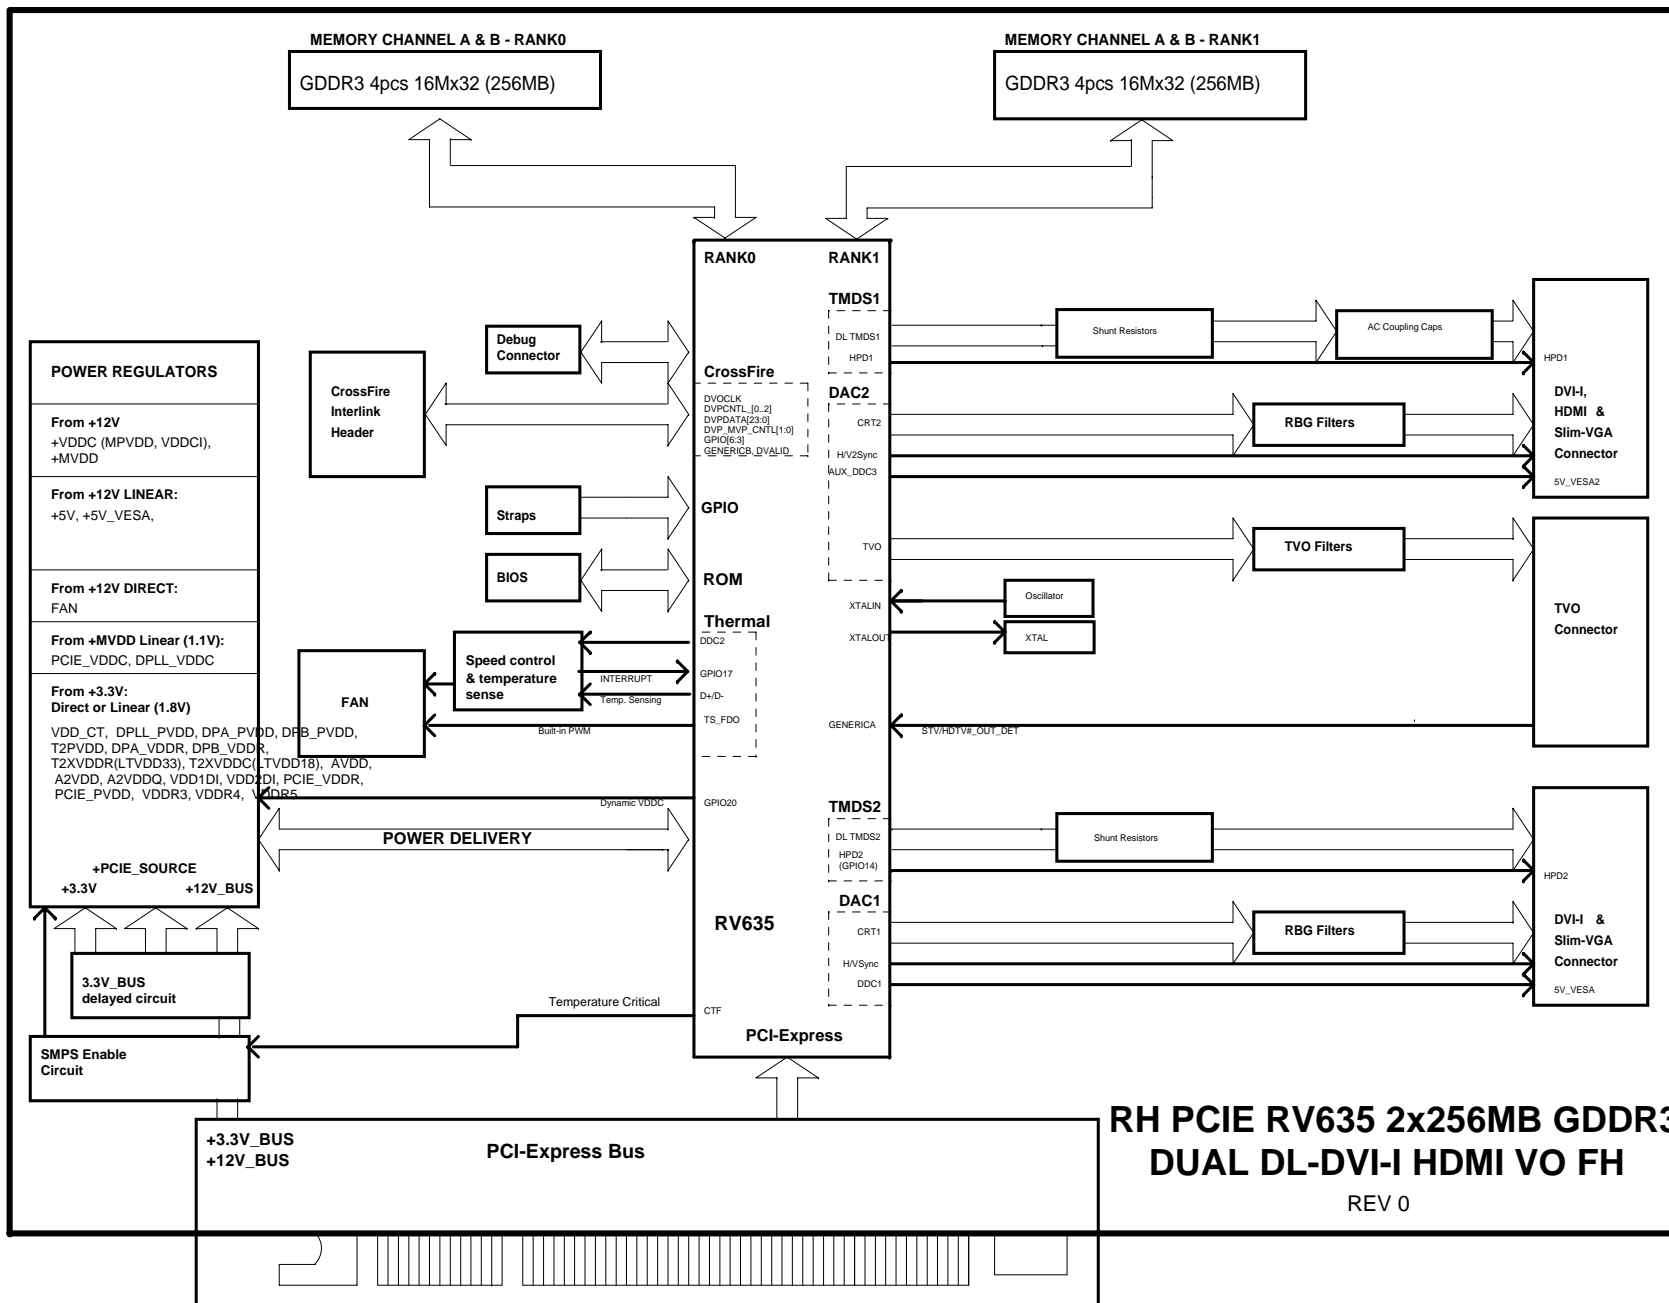 MEMORY CHANNEL A & B - RANK0
GDDR3 4pcs 16Mx32 (256MB)
MEMORY CHANNEL A & B - RANK1
GDDR3 4pcs 16Mx32 (256MB)
POWER REGULATORS
From +12V
+VDDC (MPVDD, VDDCI),
+MVDD
From +12V LINEAR:
+5V, +5V_VESA,
From +12V DIRECT:
FAN
From +MVDD Linear (1.1V):
PCIE_VDDC, DPLL_VDDC
From +3.3V:
Direct or Linear (1.8V)
VDD_CT, DPLL_PVDD, DPA_PVDD, DPB_PVDD,
T2PVDD, DPA_VDDR, DPB_VDDR,
T2XVDDR(LTVDD33), T2XVDDC(LTVDD18), AVDD,
A2VDD, A2VDDQ, VDD1DI, VDD2DI, PCIE_VDDR,
PCIE_PVDD, VDDR3, VDDR4, VDDR5
+PCIE_SOURCE
+3.3V
+12V_BUS
3.3V_BUS
delayed circuit
SMPS Enable
Circuit
CrossFire
Interlink
Header
Debug
Connector
Straps
BIOS
Speed control
& temperature
sense
FAN
INTERRUPT
Temp. Sensing
Built-in PWM
Dynamic VDDC
POWER DELIVERY
Temperature Critical
RANK0
RANK1
CrossFire
DVOCLK
DVPCNTL_[0..2]
DVPDATA[23:0]
DVP_MVP_CNTL[1:0]
GPIO[6:3]
GENERICB, DVALID
GPIO
ROM
Thermal
DDC2
GPIO17
D+/D-
TS_FDO
GPIO20
RV635
CTF
PCI-Express
TMDS1
DL TMDS1
HPD1
DAC2
CRT2
H/V2Sync
AUX_DDC3
TVO
XTALIN
XTALOUT
GENERICA
TMDS2
DL TMDS2
HPD2
(GPIO14)
DAC1
CRT1
H/VSync
DDC1
Shunt Resistors
AC Coupling Caps
RBG Filters
TVO Filters
Oscillator
XTAL
STV/HDTV#_OUT_DET
Shunt Resistors
RBG Filters
HPD1
DVI-I,
HDMI &
Slim-VGA
Connector
5V_VESA2
TVO
Connector
HPD2
DVI-I &
Slim-VGA
Connector
5V_VESA
+3.3V_BUS
+12V_BUS
PCI-Express Bus
RH PCIE RV635 2x256MB GDDR3
DUAL DL-DVI-I HDMI VO FH
REV 0